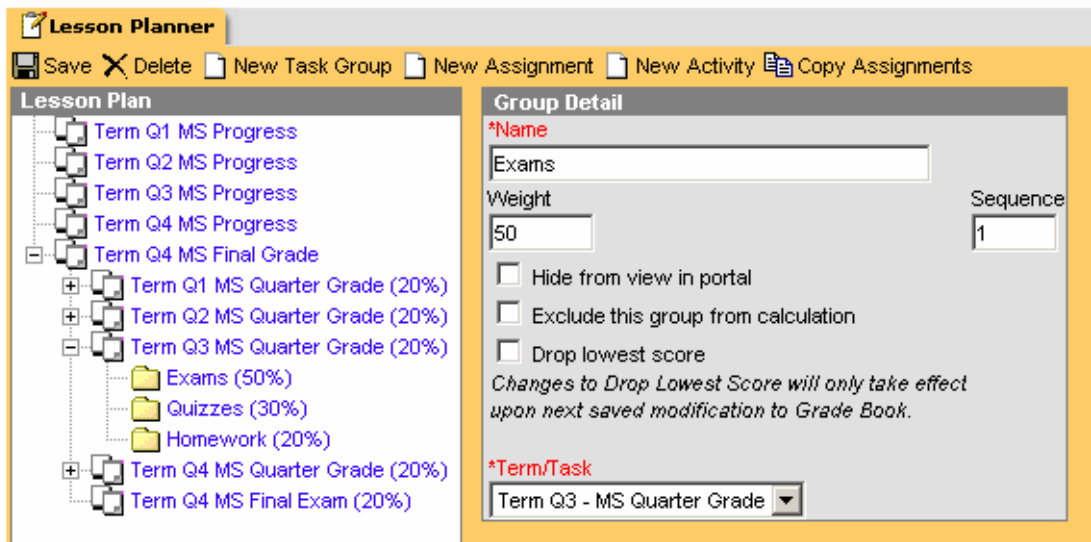 Lesson Planner
Save Delete New Task Group New Assignment New Activity Copy Assignments
Lesson Plan
Term Q1 MS Progress
Term Q2 MS Progress
Term Q3 MS Progress
Term Q4 MS Progress
Term Q4 MS Final Grade
Term Q1 MS Quarter Grade (20%)
Term Q2 MS Quarter Grade (20%)
Term Q3 MS Quarter Grade (20%)
Exams (50%)
Quizzes (30%)
Homework (20%)
Term Q4 MS Quarter Grade (20%)
Term Q4 MS Final Exam (20%)
Group Detail
*Name
Exams
Weight Sequence
50 1
Hide from view in portal
Exclude this group from calculation
Drop lowest score
Changes to Drop Lowest Score will only take effect
upon next saved modification to Grade Book.
*Term/Task
Term Q3 - MS Quarter Grade